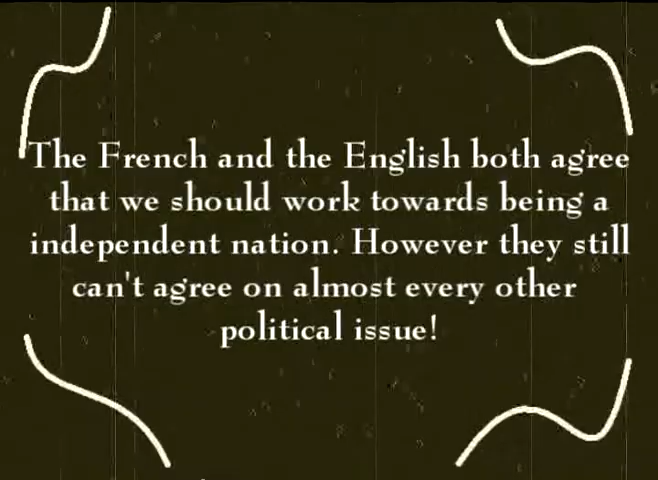 The French and the English both agree
that we should work towards being a
independent nation. However they still
can't agree on almost every other
political issue!